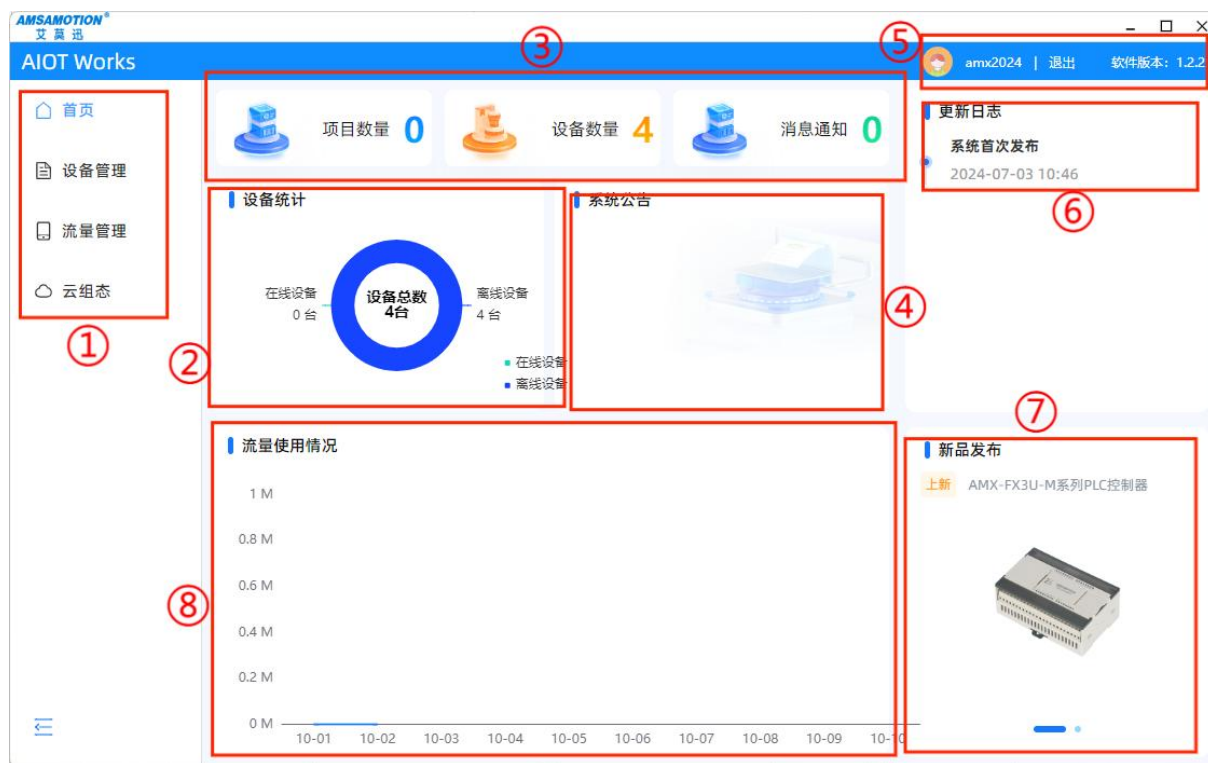 AMSAMOTION®
艾莫迅
AIOT Works
amx2024 | 退出 软件版本：1.2.2
⑤
③
首页
设备管理
流量管理
云组态
①
项目数量 0
设备数量 4
消息通知 0
更新日志
系统首次发布
2024-07-03 10:46
⑥
设备统计
在线设备
0 台
设备总数
4台
离线设备
4 台
在线设备
离线设备
②
系统公告
④
流量使用情况
1 M
0.8 M
0.6 M
0.4 M
0.2 M
0 M
10-01 10-02 10-03 10-04 10-05 10-06 10-07 10-08 10-09 10-10
⑧
⑦
新品发布
上新 AMX-FX3U-M系列PLC控制器